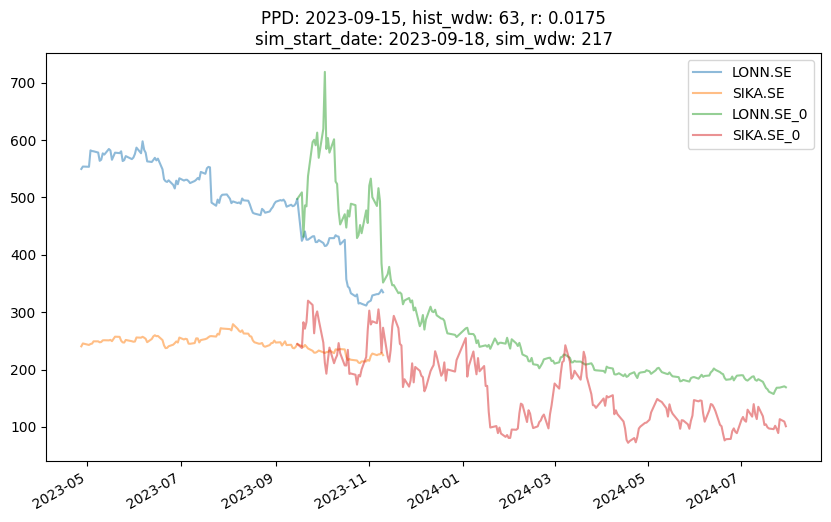 PPD: 2023-09-15, hist_wdw: 63, r: 0.0175
sim_start_date: 2023-09-18, sim_wdw: 217
LONN.SE
SIKA.SE
LONN.SE_0
SIKA.SE_0
700
600
500
400
300
200
100
2023-05
2023-07
2023-09
2023-11
2024-01
2024-03
2024-05
2024-07